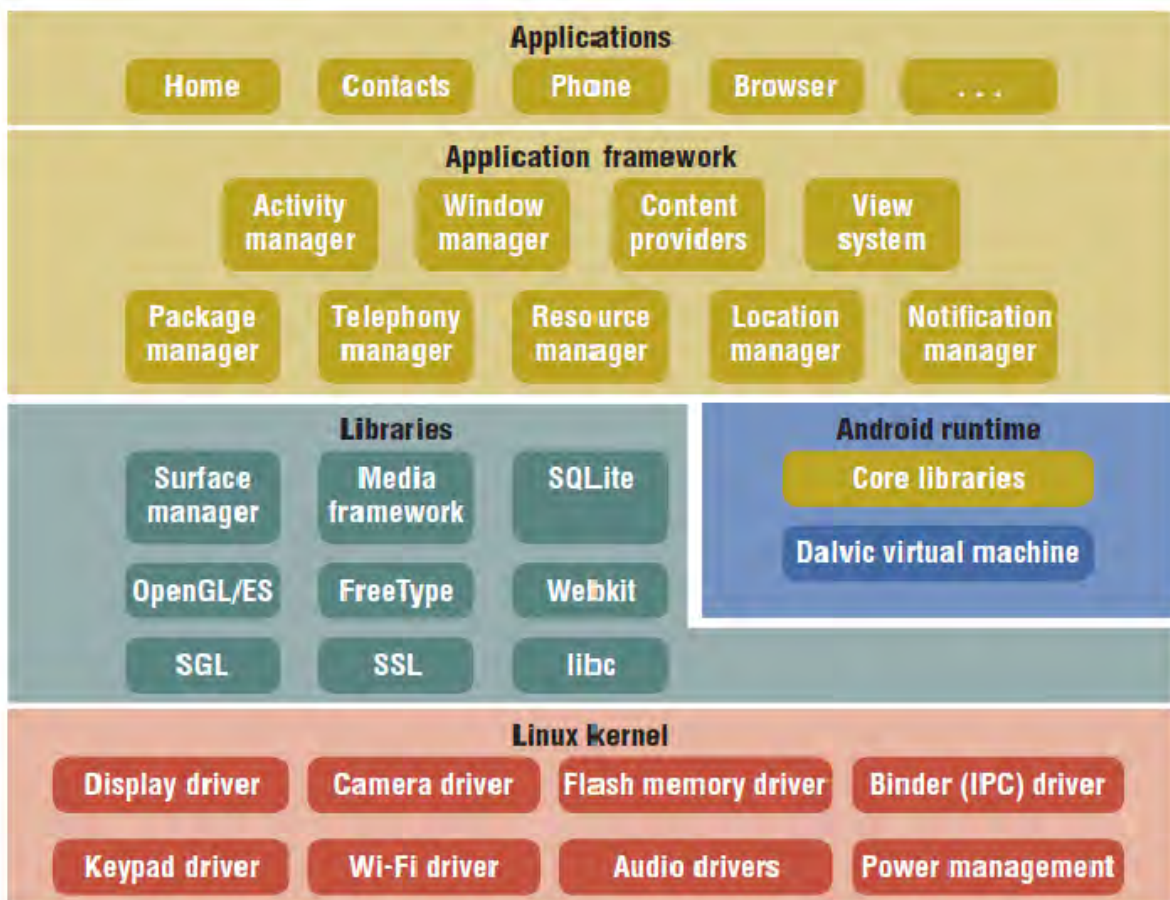 Applications
Home
Contacts
Phone
Browser
. . .
Application framework
Activity
manager
Window
manager
Content
providers
View
system
Package
manager
Telephony
manager
Resource
manager
Location
manager
Notification
manager
Libraries
Surface
manager
Media
framework
SQLite
OpenGL/ES
FreeType
Webkit
SGL
SSL
libc
Android runtime
Core libraries
Dalvic virtual machine
Linux kernel
Display driver
Camera driver
Flash memory driver
Binder (IPC) driver
Keypad driver
Wi-Fi driver
Audio drivers
Power management